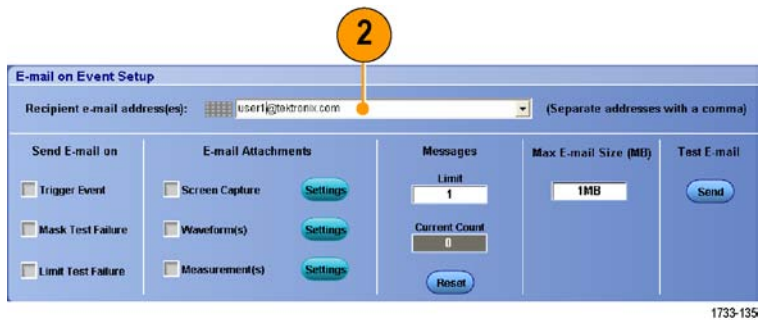 2
E-mail on Event Setup
Recipient e-mail address(es): user1@tektronix.com (Separate addresses with a comma)
Send E-mail on
Trigger Event
Mask Test Failure
Limit Test Failure
E-mail Attachments
Screen Capture Settings
Waveform(s) Settings
Measurement(s) Settings
Messages
Limit
1
Current Count
0
Reset
Max E-mail Size (MB)
1MB
Test E-mail
Send
1733-135